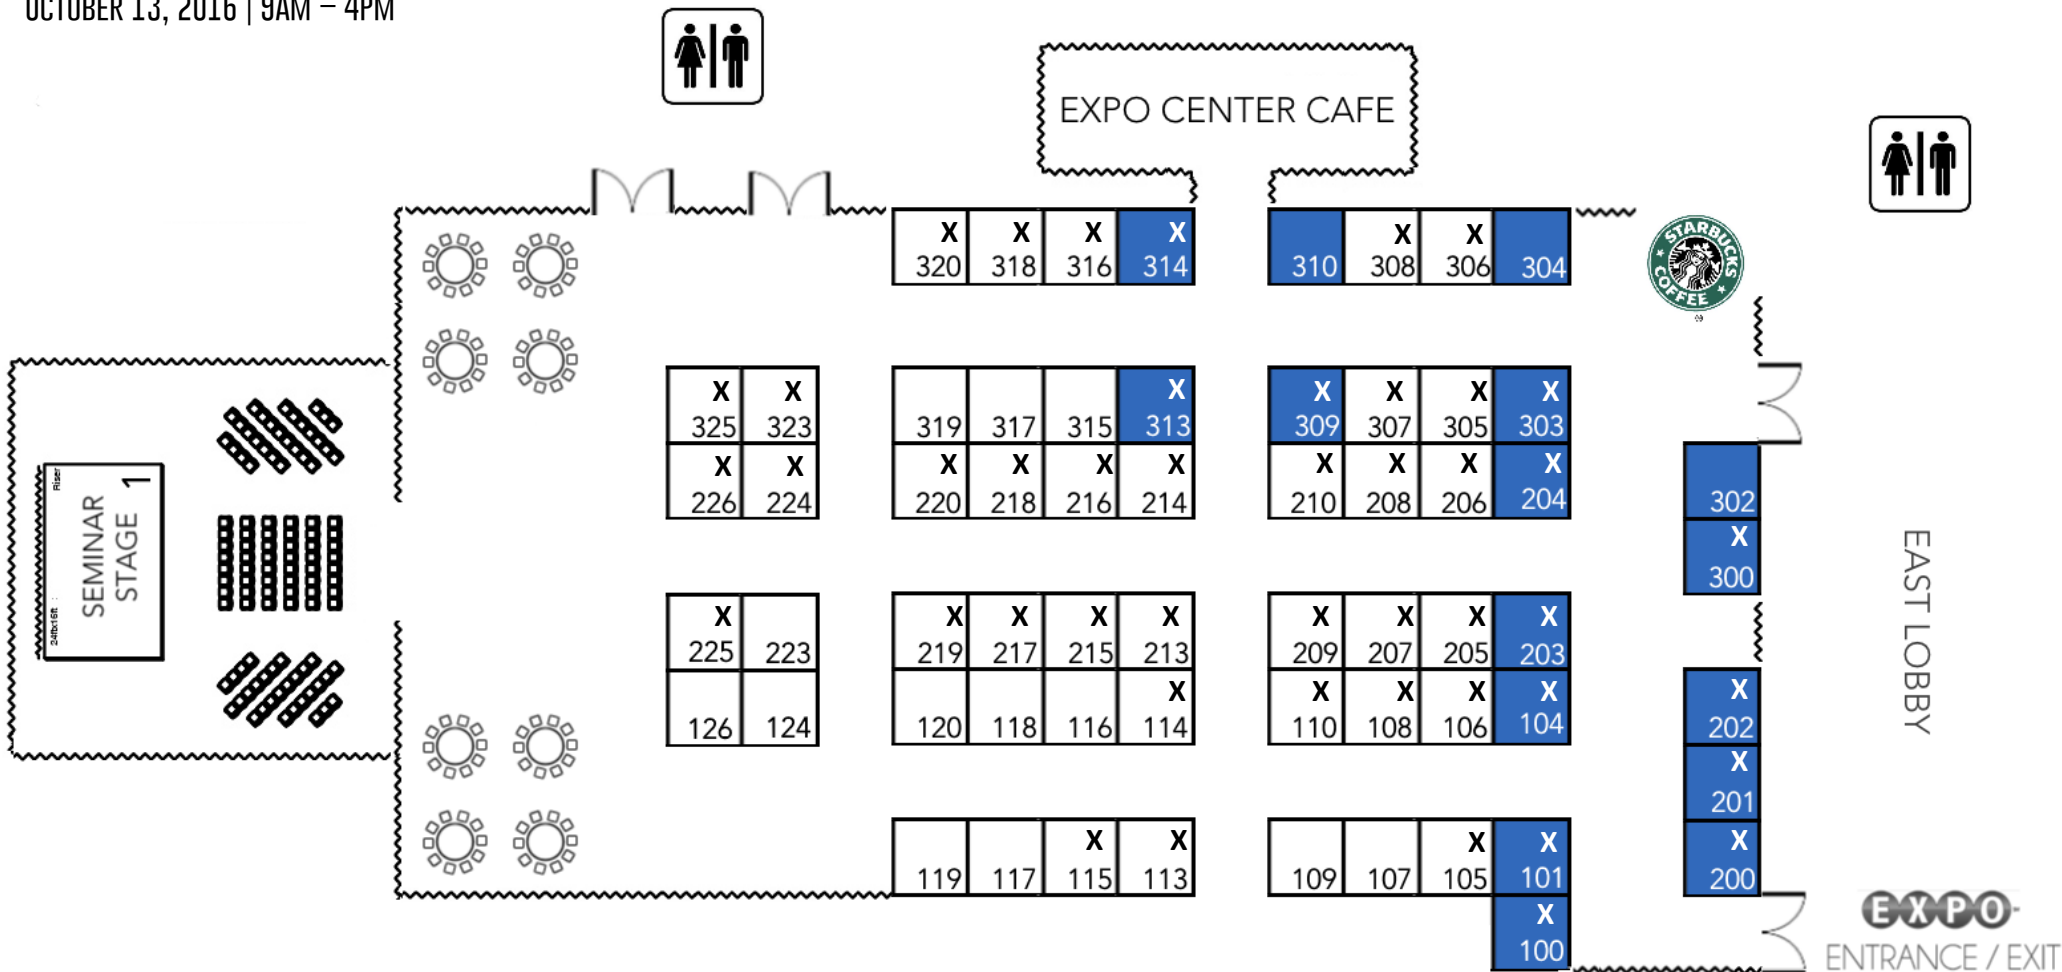 OCTOBER 13, 2016 | 9AM – 4PM
EXPO CENTER CAFE
X X X X
320 318 316 314
X X
310 308 306 304
STARBUCKS
COFFEE
X X
325 323
X X
226 224
X
319 317 315 313
X X X X
220 218 216 214
X X X X
309 307 305 303
X X X X
210 208 206 204
302
X
300
Riser
SEMINAR
STAGE 1
24ftx16ft
EAST LOBBY
X
225 223
126 124
X X X X
219 217 215 213
X
120 118 116 114
X X X X
209 207 205 203
X X X X
110 108 106 104
X
202
X
201
X
200
X X
119 117 115 113
X X
109 107 105 101
X
100
EXPO
ENTRANCE / EXIT